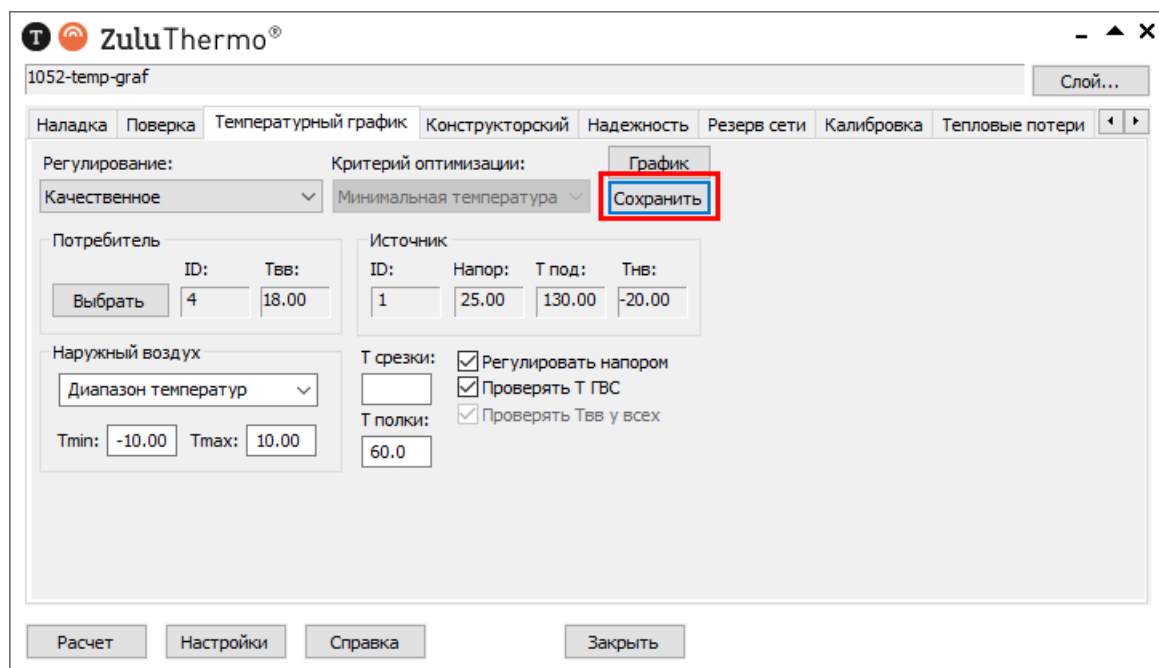 T ZuluThermo®
1052-temp-graf
Слой...
Наладка Поверка Температурный график Конструкторский Надежность Резерв сети Калибровка Тепловые потери
Регулирование: Критерий оптимизации: График
Качественное Минимальная температура Сохранить
Потребитель Источник
ID: Твв: ID: Напор: Т под: Тнв:
Выбрать 4 18.00 1 25.00 130.00 -20.00
Наружный воздух Т срезки: Регулировать напором
Диапазон температур Проверять Т ГВС
Т полки: Проверять Твв у всех
Tmin: -10.00 Tmax: 10.00 60.0
Расчет Настройки Справка Закрыть